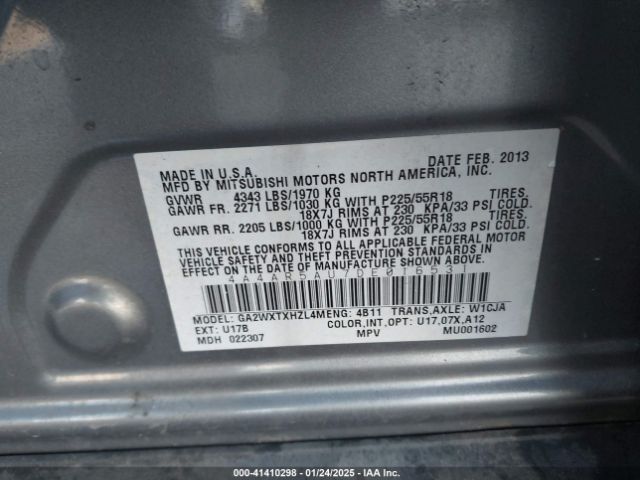 MADE IN U.S.A. DATE FEB. 2013
MFD BY MITSUBISHI MOTORS NORTH AMERICA, INC.
GVWR 4343 LBS/1970 KG
GAWR FR. 2271 LBS/1030 KG WITH P225/55R18 TIRES.
18X7J RIMS AT 230 KPA/33 PSI COLD.
GAWR RR. 2205 LBS/1000 KG WITH P225/55R18 TIRES.
18X7J RIMS AT 230 KPA/33 PSI COLD.
THIS VEHICLE CONFORMS TO ALL APPLICABLE FEDERAL MOTOR
VEHICLE SAFETY AND THEFT PREVENTION STANDARDS IN
EFFECT ON THE DATE OF MANUFACTURE SHOWN ABOVE.
4A4AR5AU7DE016531
MODEL: GA2WXTXHZL4MENG: 4B11 TRANS,AXLE: W1CJA
EXT: U17B COLOR,INT,OPT: U17,07X,A12
MDH 022307 MPV MU001602
000-41410298 - 01/24/2025 - IAA Inc.